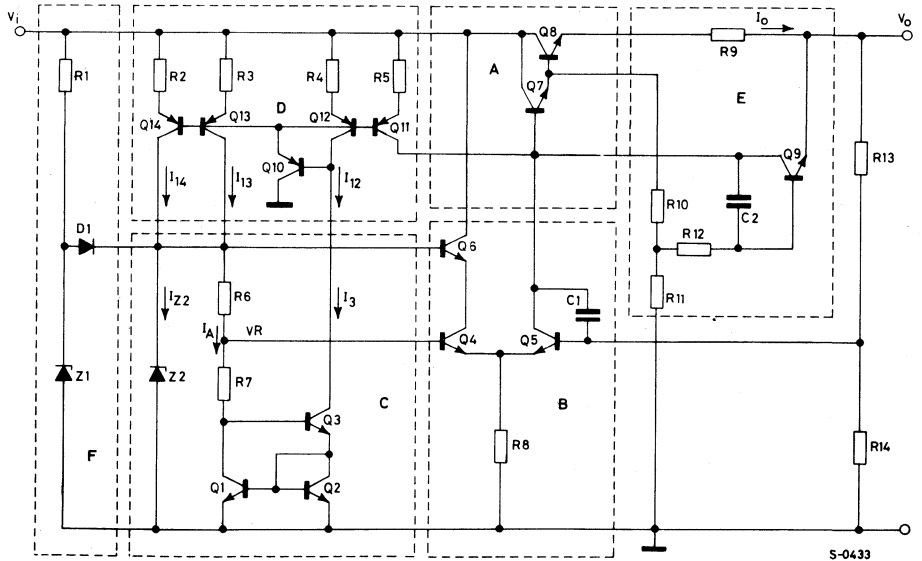 Vi
Vo
Io
R1
R2
R3
R4
R5
A
Q8
R9
Q7
E
Q14
Q13
D
Q12
Q11
Q10
I14
I13
I12
Q9
R13
C2
R10
R12
D1
Q6
R11
IZ2
R6
I3
C1
IA
VR
Q4
Q5
Z1
Z2
R7
C
B
Q3
F
R8
R14
Q1
Q2
S-0433